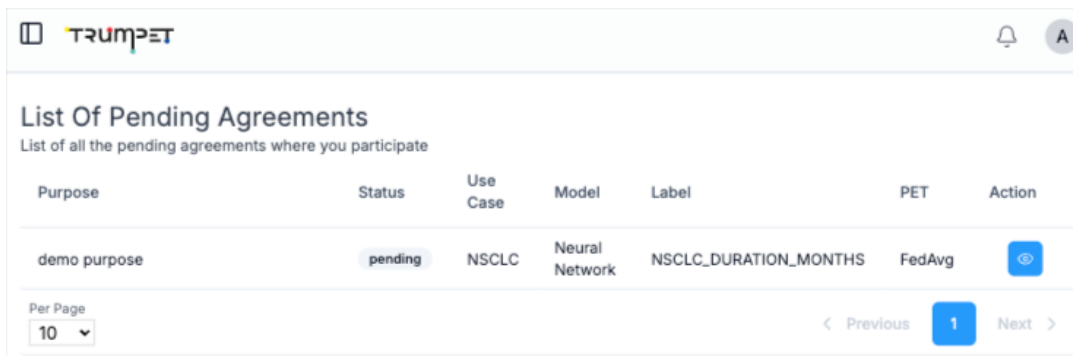 TRUMPET
A
List Of Pending Agreements
List of all the pending agreements where you participate
Purpose Status Use Case Model Label PET Action
demo purpose pending NSCLC Neural Network NSCLC_DURATION_MONTHS FedAvg
Per Page
10
Previous 1 Next